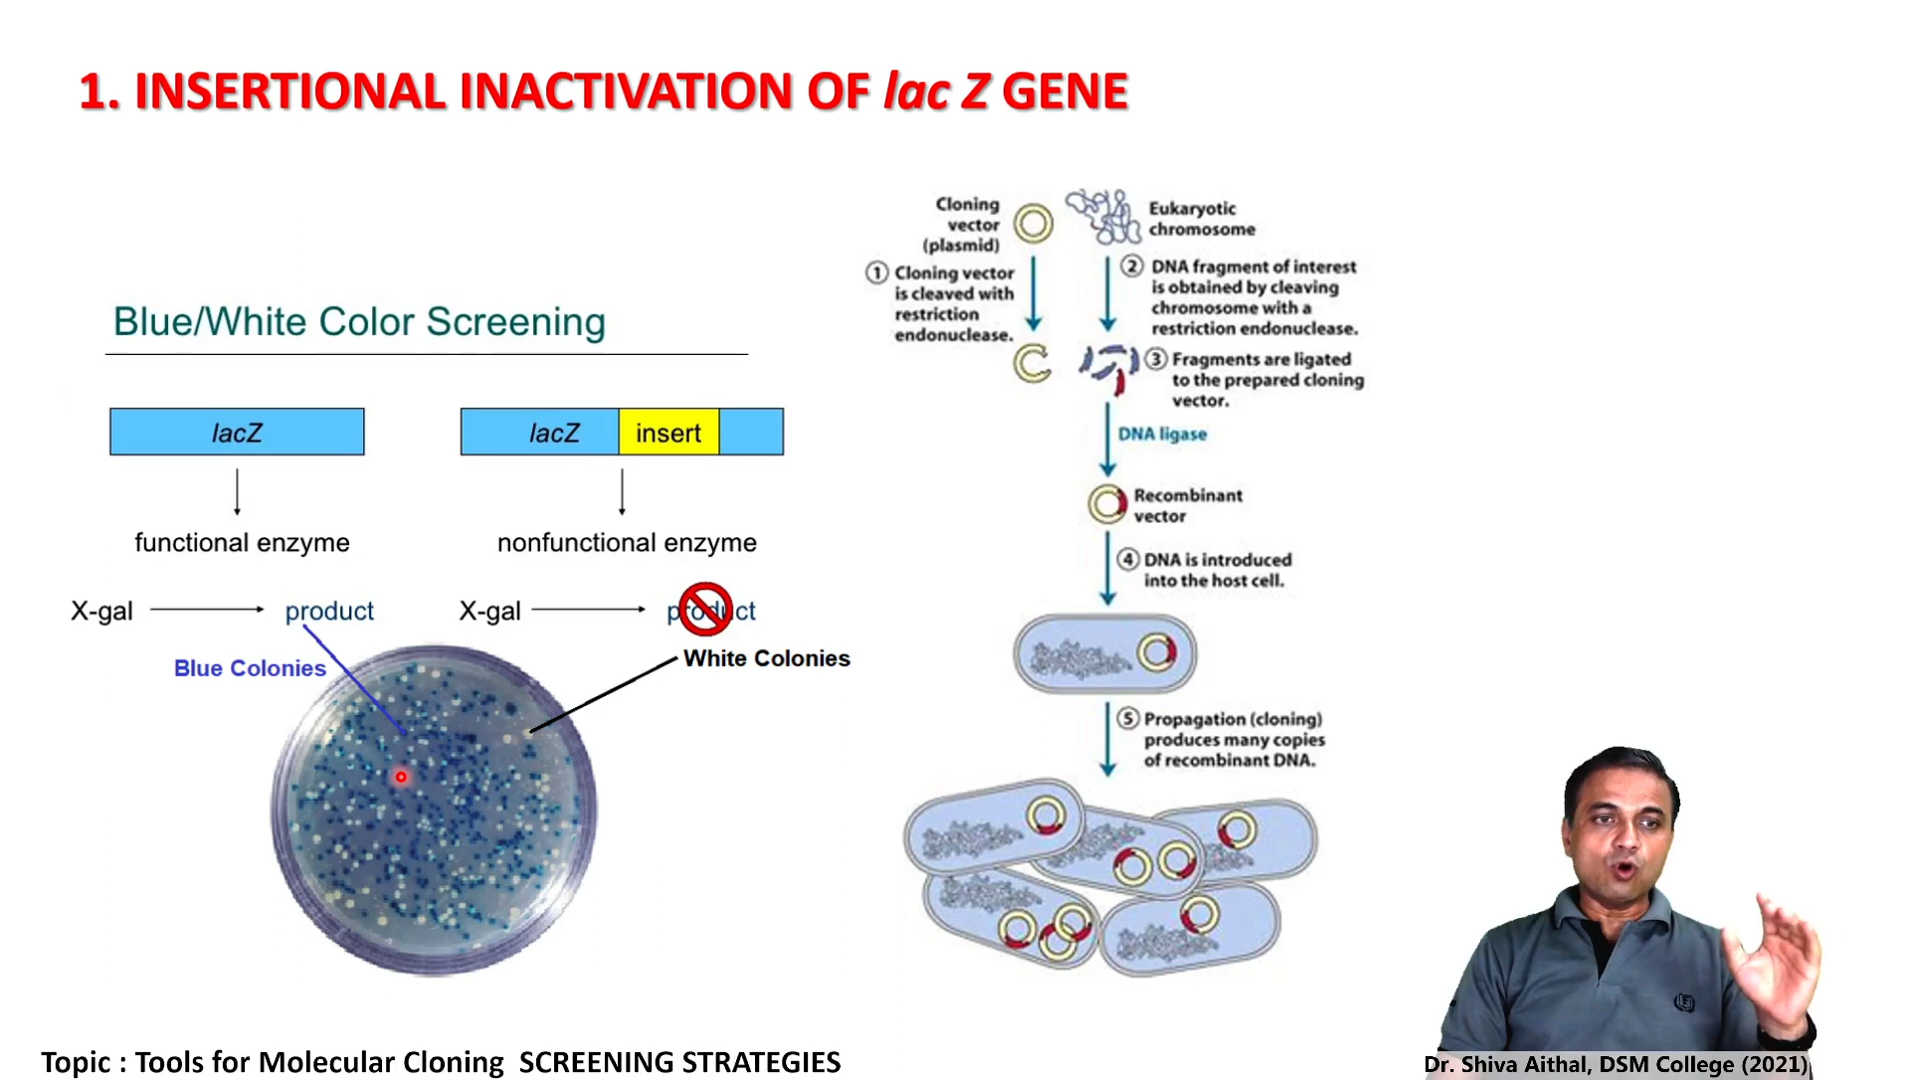 1. INSERTIONAL INACTIVATION OF lac Z GENE
Blue/White Color Screening
lacZ
lacZ
insert
functional enzyme
nonfunctional enzyme
X-gal
product
X-gal
product
Blue Colonies
White Colonies
Cloning
vector
(plasmid)
Eukaryotic
chromosome
① Cloning vector
is cleaved with
restriction
endonuclease.
② DNA fragment of interest
is obtained by cleaving
chromosome with a
restriction endonuclease.
③ Fragments are ligated
to the prepared cloning
vector.
DNA ligase
Recombinant
vector
④ DNA is introduced
into the host cell.
⑤ Propagation (cloning)
produces many copies
of recombinant DNA.
Topic : Tools for Molecular Cloning SCREENING STRATEGIES
Dr. Shiva Aithal, DSM College (2021)